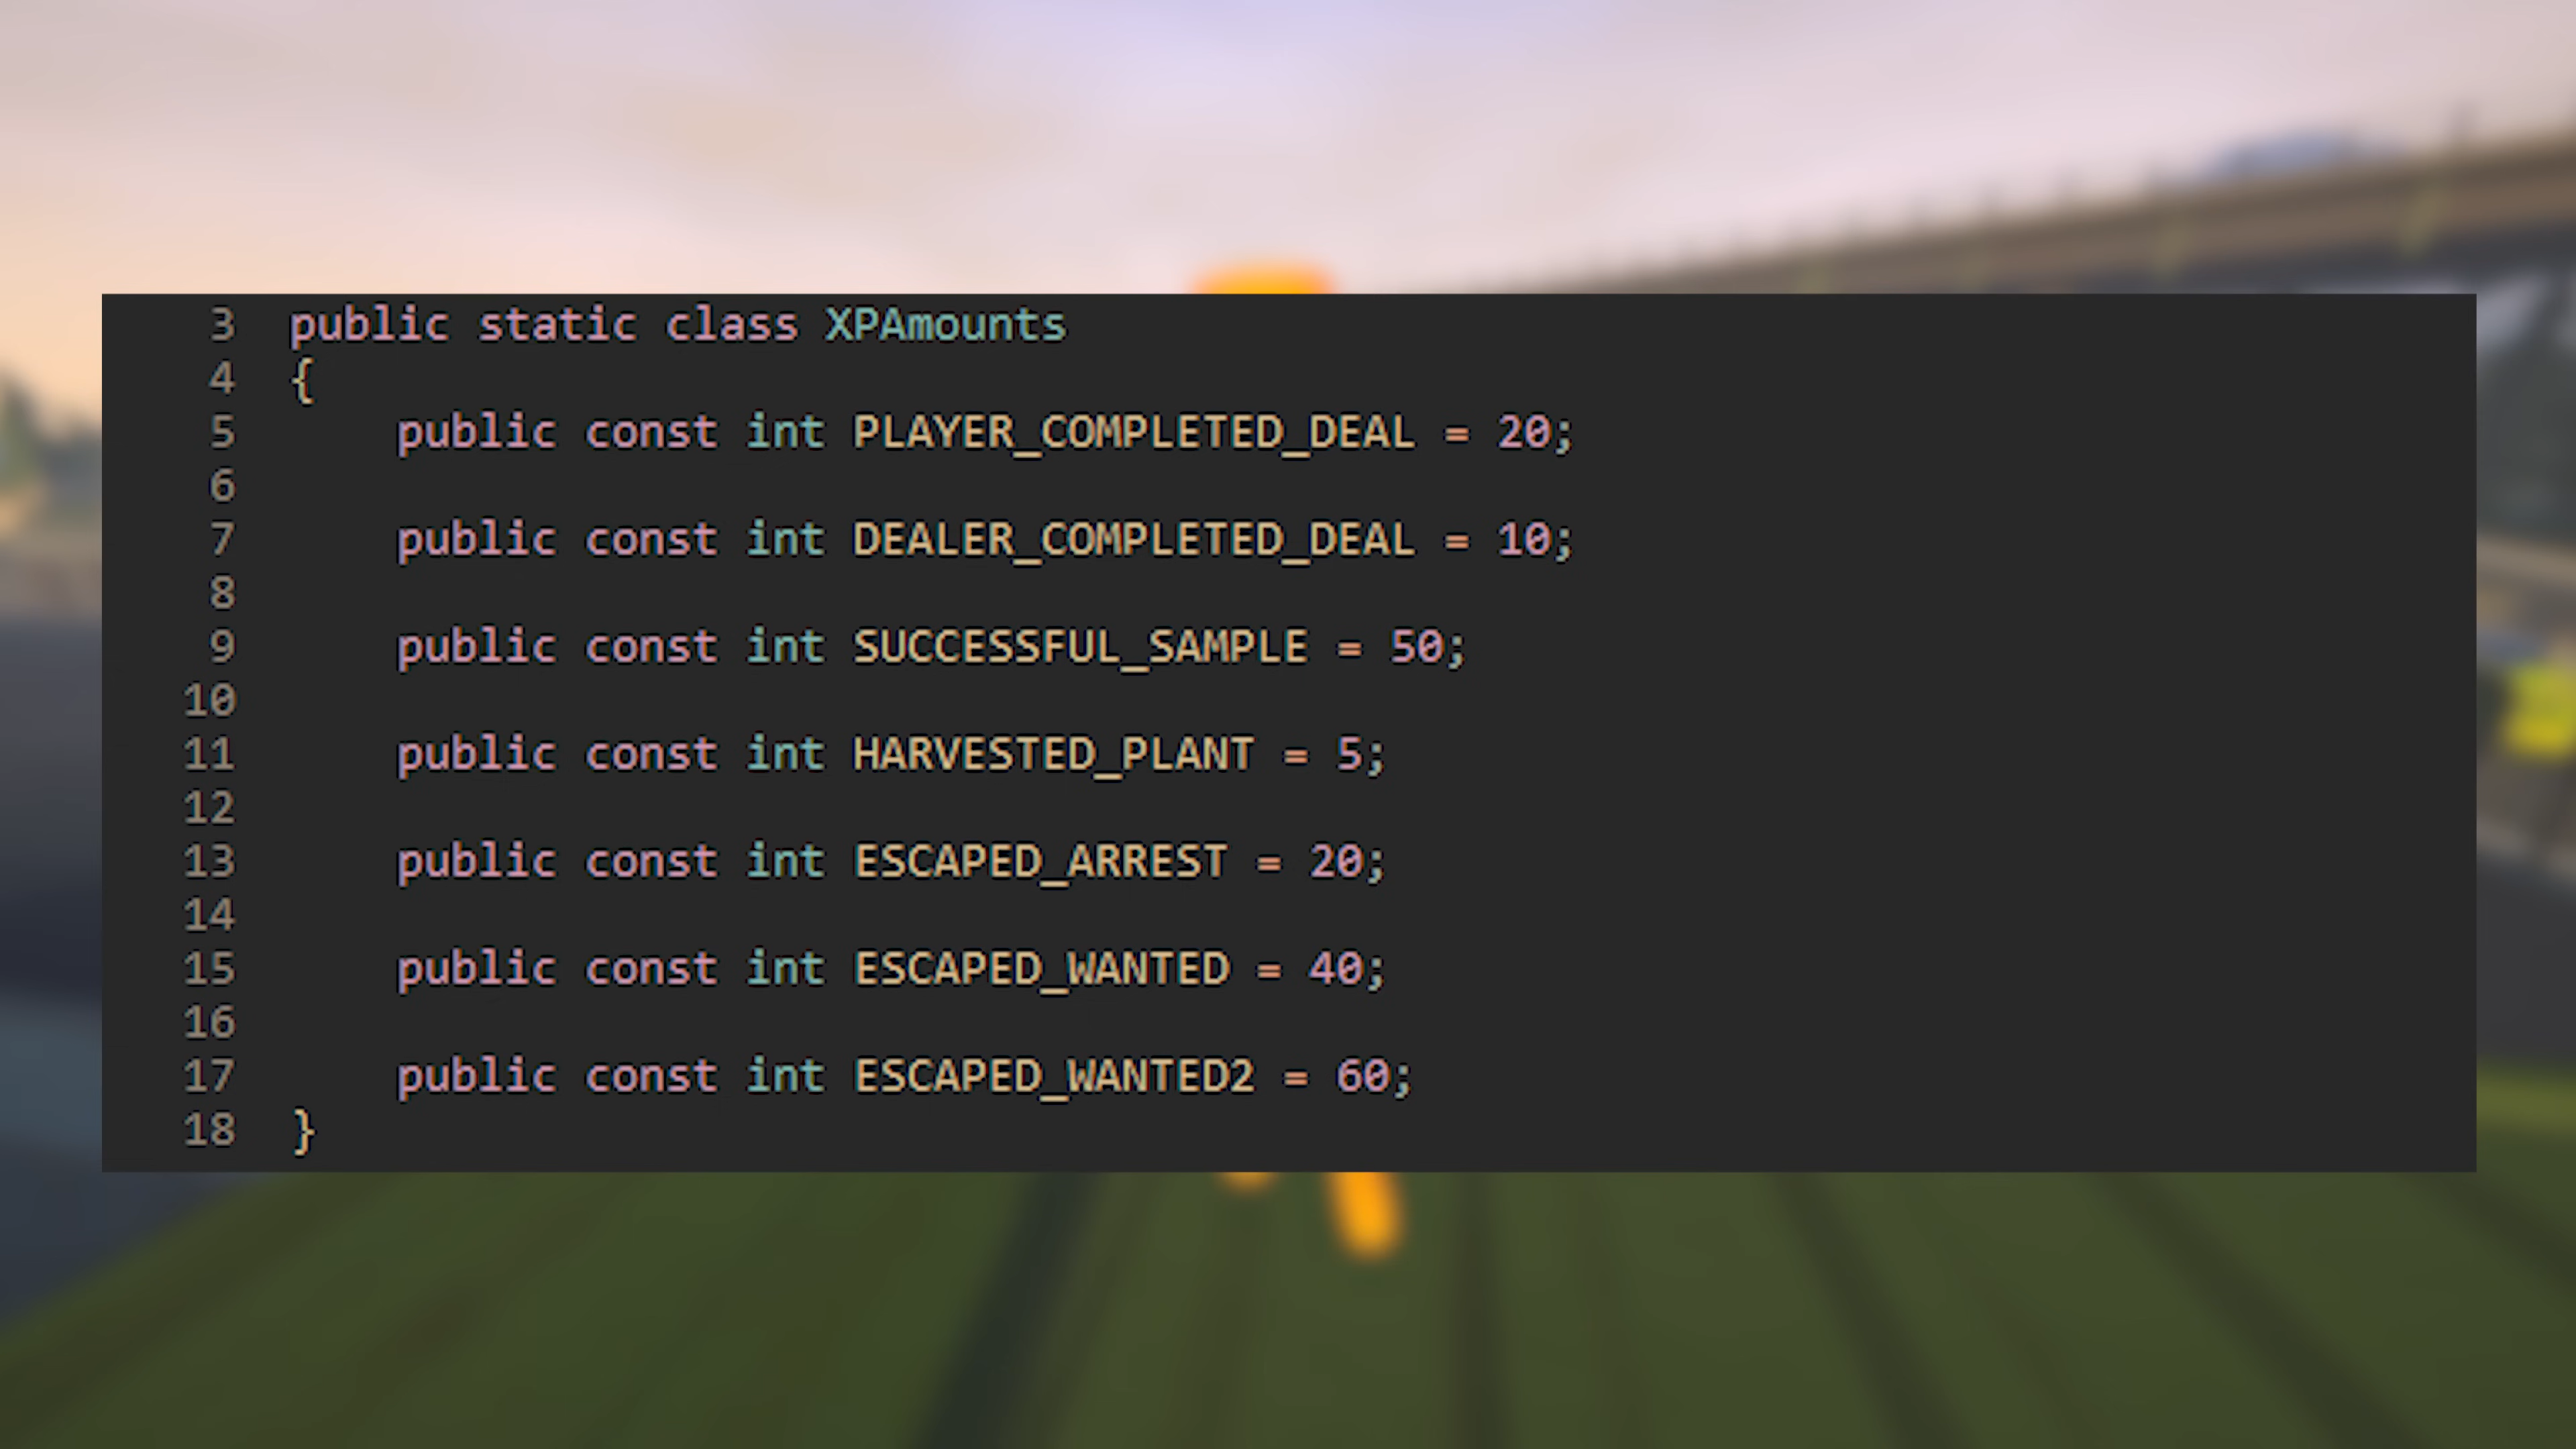 3 public static class XPAmounts
4 {
5 public const int PLAYER_COMPLETED_DEAL = 20;
6
7 public const int DEALER_COMPLETED_DEAL = 10;
8
9 public const int SUCCESSFUL_SAMPLE = 50;
10
11 public const int HARVESTED_PLANT = 5;
12
13 public const int ESCAPED_ARREST = 20;
14
15 public const int ESCAPED_WANTED = 40;
16
17 public const int ESCAPED_WANTED2 = 60;
18 }